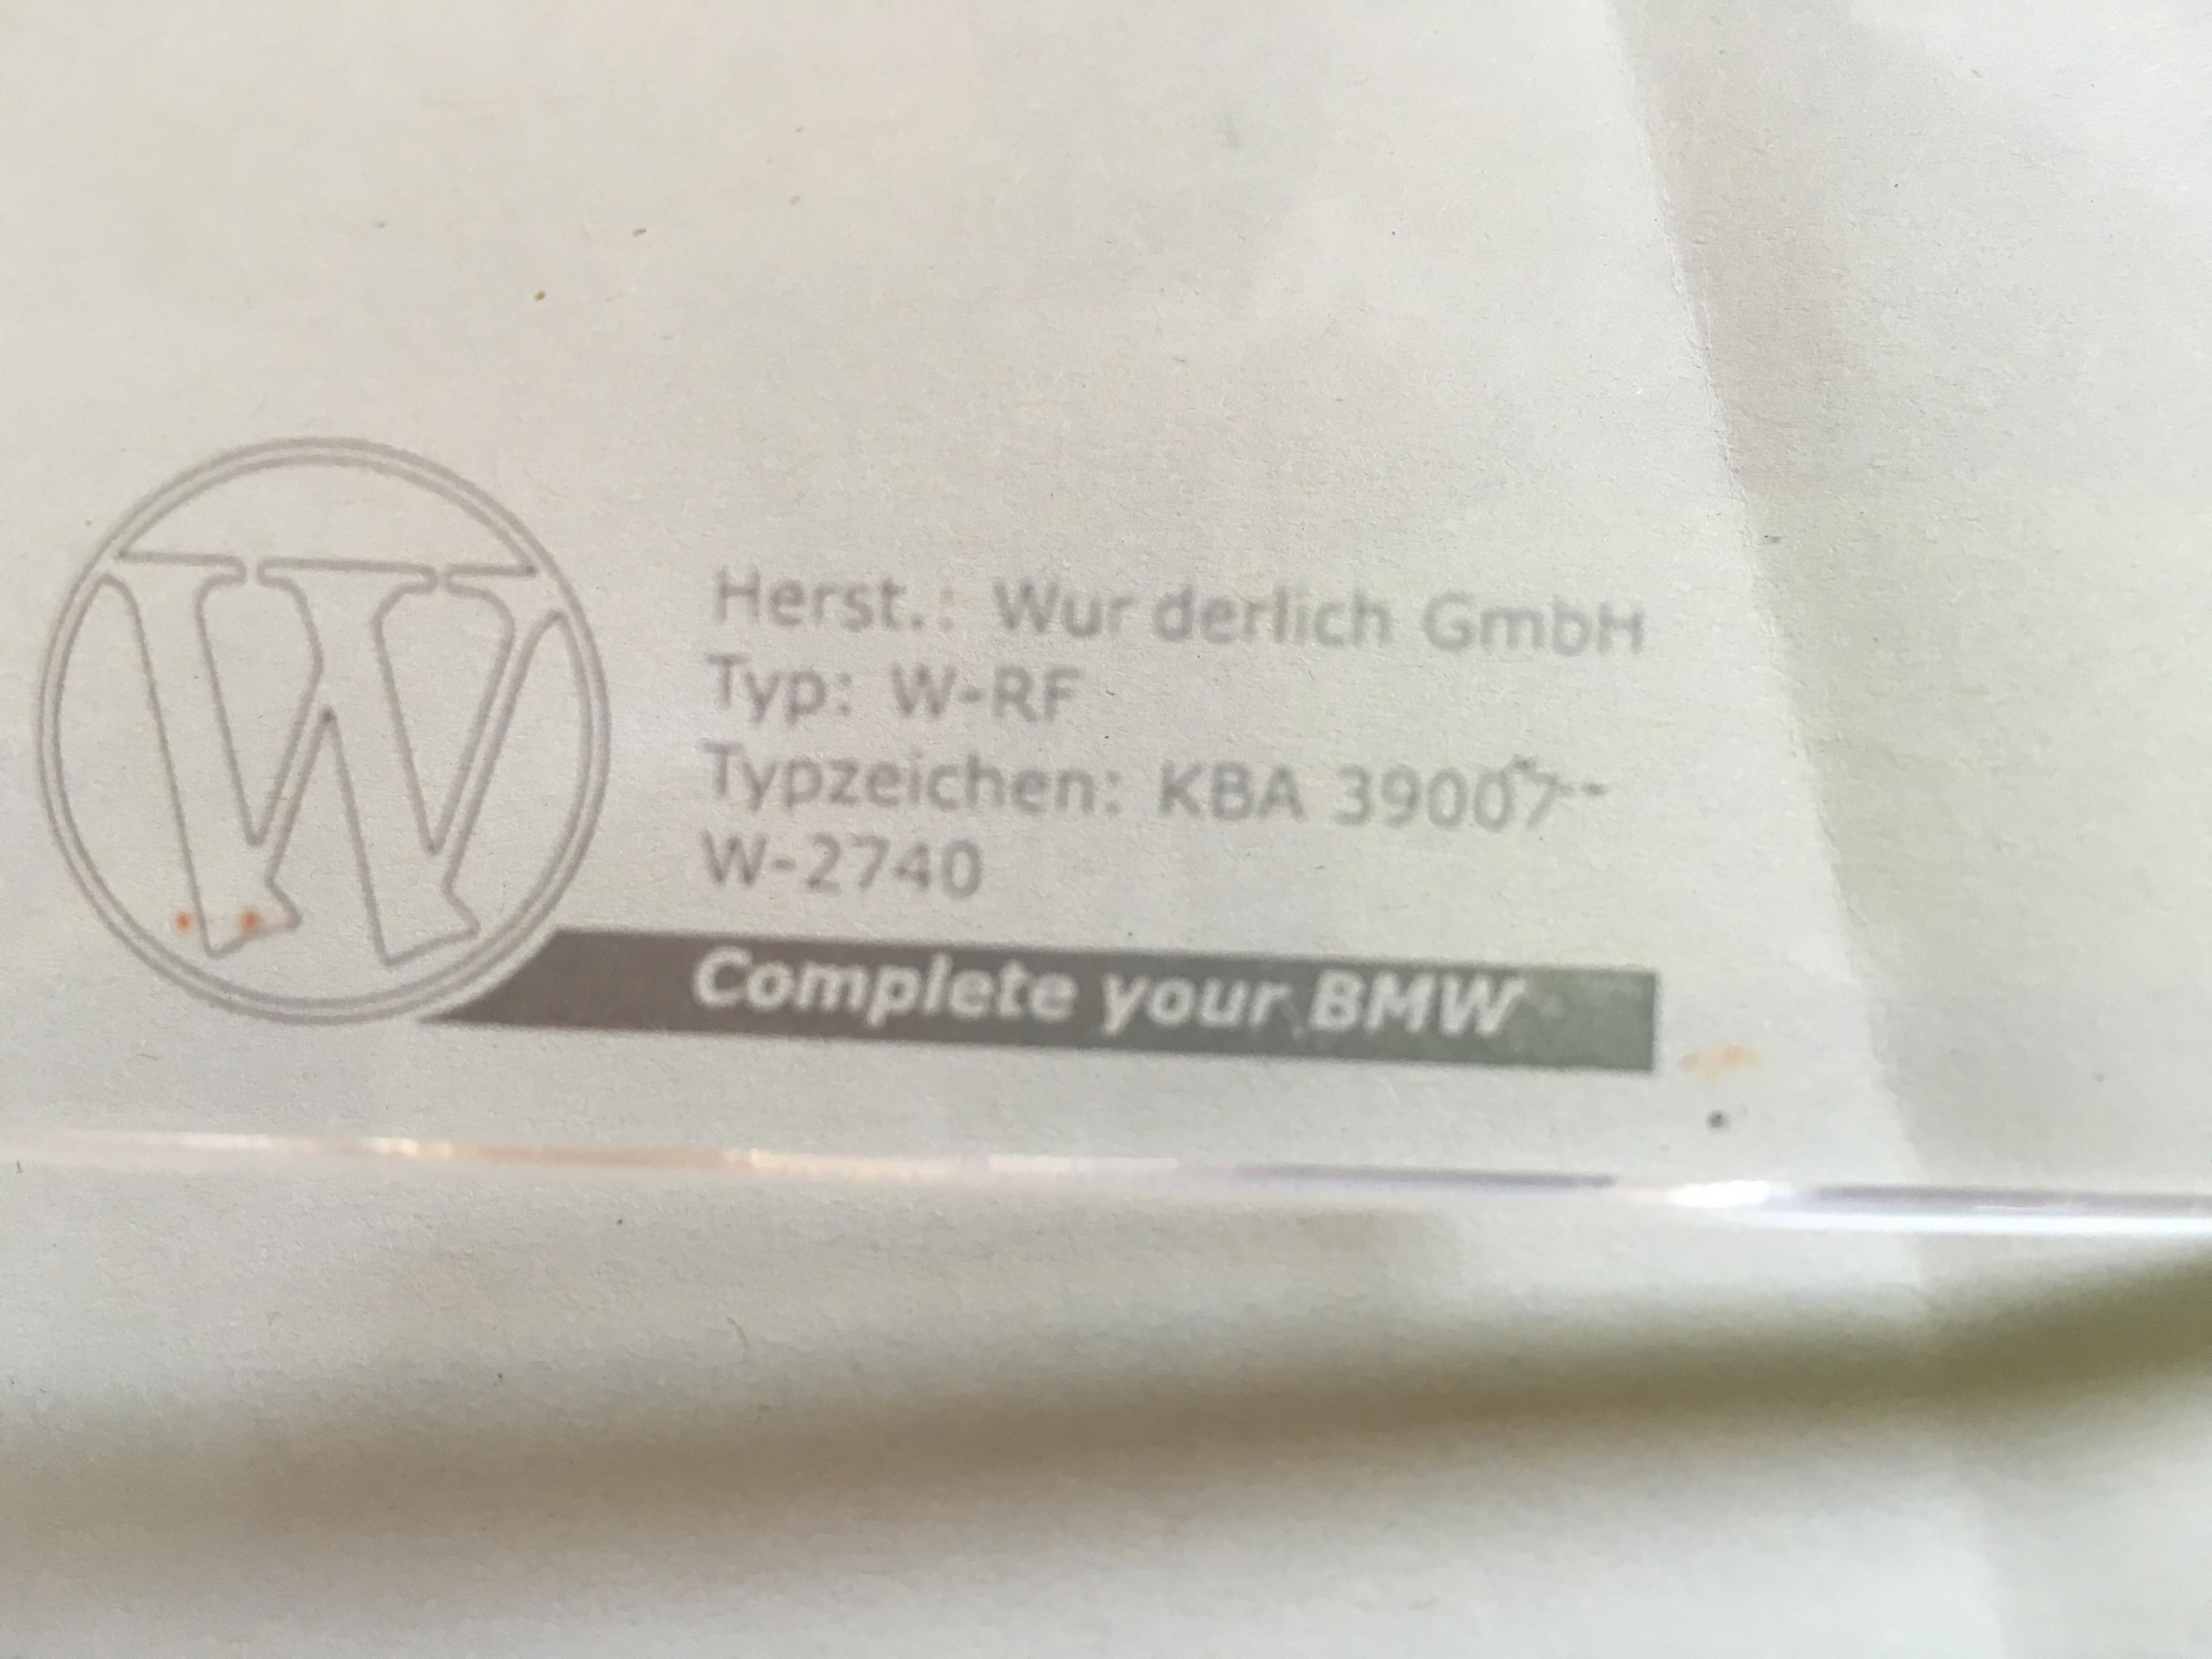 W
Herst.: Wur derlich GmbH
Typ: W-RF
Typzeichen: KBA 39007
W-2740
Complete your BMW